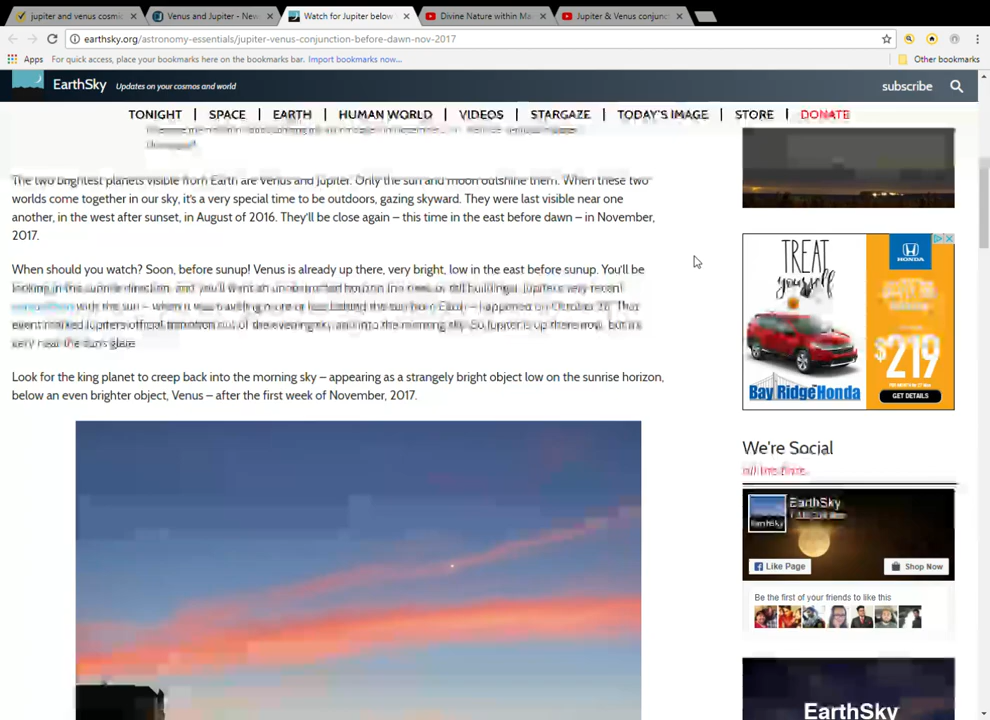 jupiter and venus cosmic
Venus and Jupiter - New
Watch for Jupiter below
Divine Nature within Ma
Jupiter & Venus conjunc
earthsky.org/astronomy-essentials/jupiter-venus-conjunction-before-dawn-nov-2017
Apps For quick access, place your bookmarks here on the bookmarks bar. Import bookmarks now... Other bookmarks
EarthSky Updates on your cosmos and world subscribe
TONIGHT | SPACE | EARTH | HUMAN WORLD | VIDEOS | STARGAZE | TODAY'S IMAGE | STORE | DONATE
The two brightest planets visible from Earth are Venus and Jupiter. Only the sun and moon outshine them. When these two
worlds come together in our sky, it's a very special time to be outdoors, gazing skyward. They were last visible near one
another, in the west after sunset, in August of 2016. They'll be close again – this time in the east before dawn – in November,
2017.
When should you watch? Soon, before sunup! Venus is already up there, very bright, low in the east before sunup. You'll be
looking in the sunrise direction, and you'll want an unobstructed horizon (no trees or tall buildings). Jupiter's very recent
with the sun – when it was traveling more or less behind the sun from Earth – happened on October 26. That
event marked Jupiter's official transition out of the evening sky, and into the morning sky. So Jupiter is up there now, but it's
very near the sun's glare.
Look for the king planet to creep back into the morning sky – appearing as a strangely bright object low on the sunrise horizon,
below an even brighter object, Venus – after the first week of November, 2017.
TREAT
yourself
HONDA
$219
GET DETAILS
Bay Ridge Honda
We're Social
EarthSky
EarthSky
Like Page
Shop Now
Be the first of your friends to like this
EarthSky